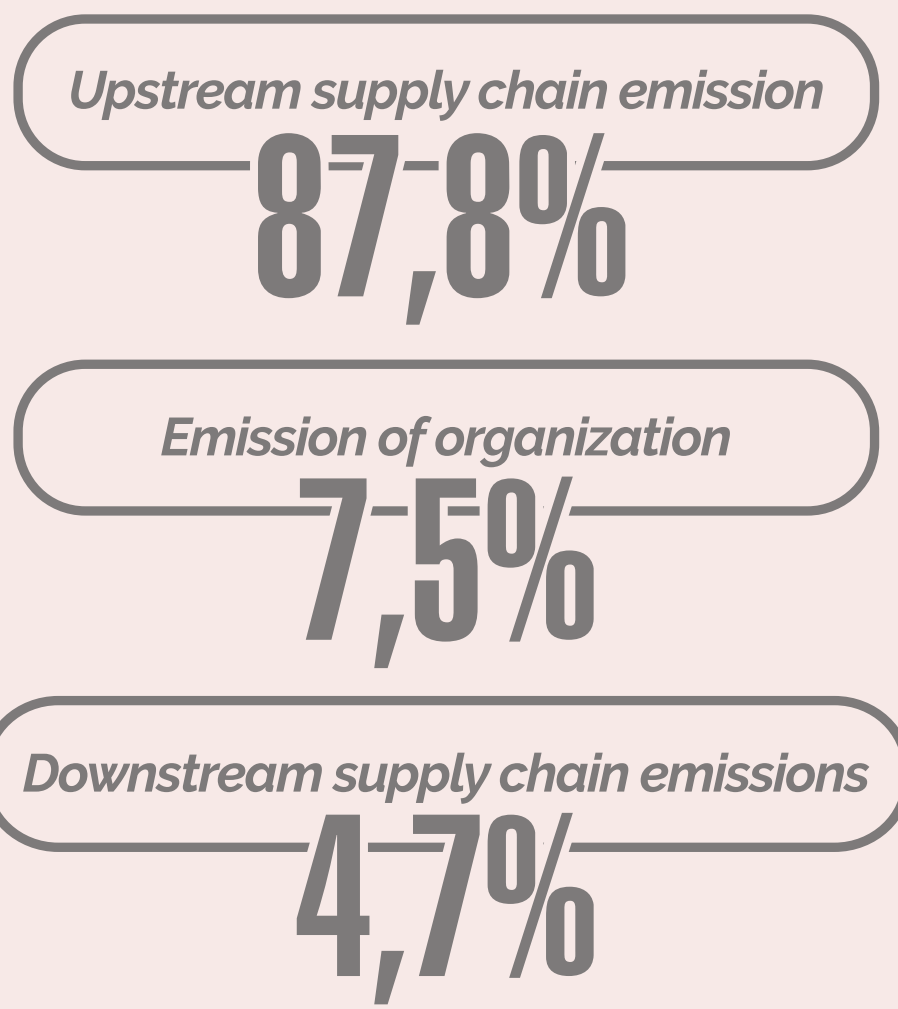 Upstream supply chain emission
87,8%
Emission of organization
7,5%
Downstream supply chain emissions
4,7%